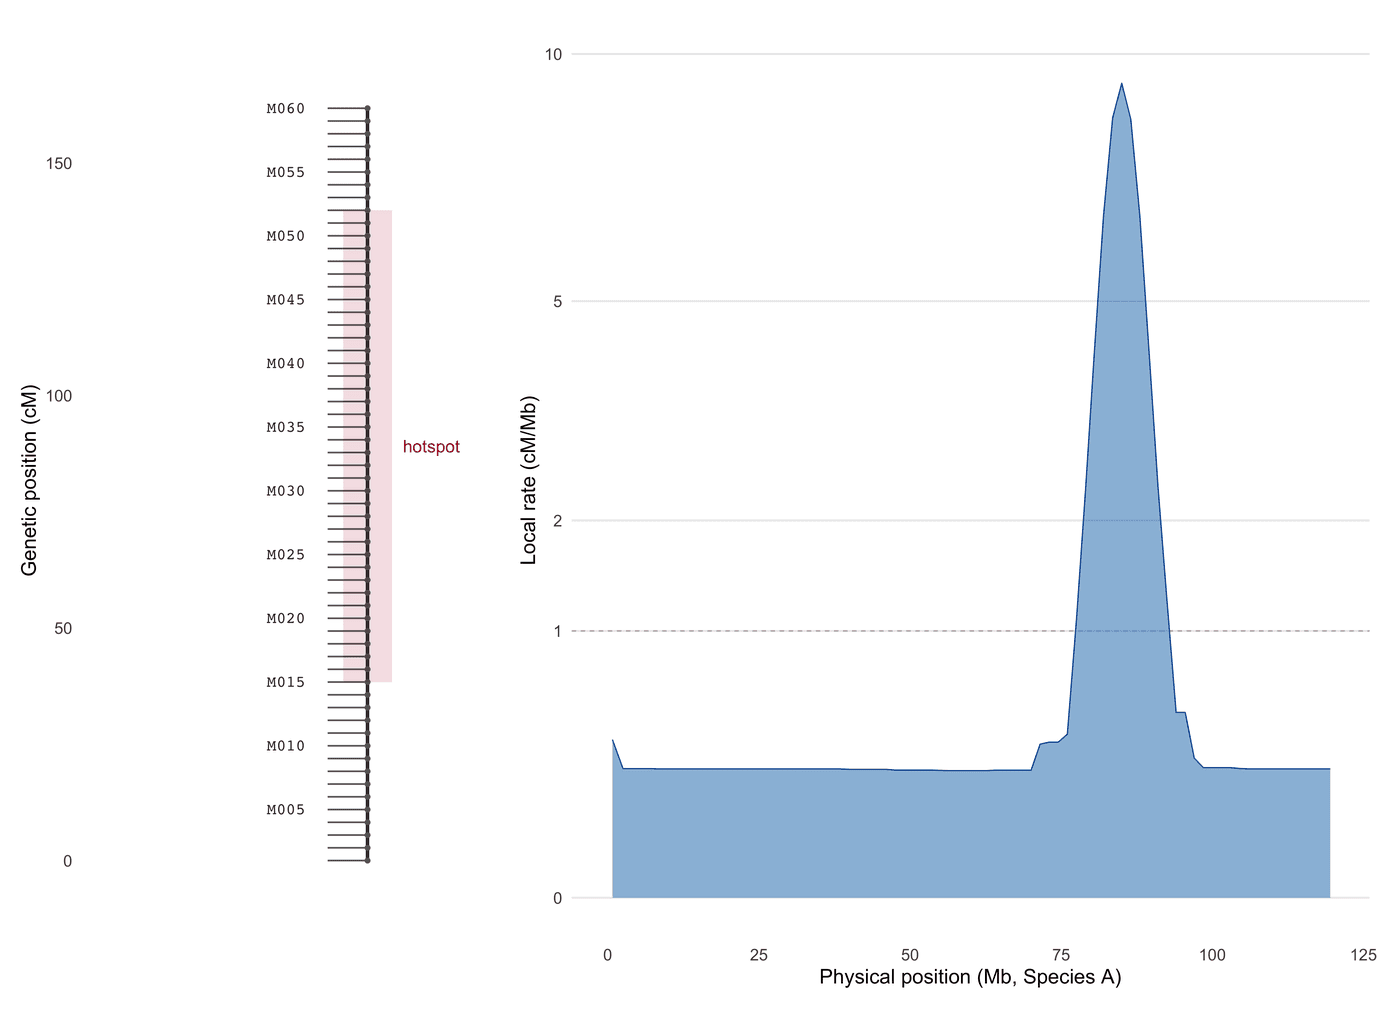 Genetic position (cM)
150
100
50
0
M060
M055
M050
M045
M040
M035
M030
M025
M020
M015
M010
M005
hotspot
Local rate (cM/Mb)
10
5
2
1
0
0 25 50 75 100 125
Physical position (Mb, Species A)